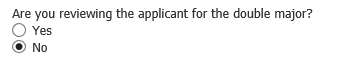 Are you reviewing the applicant for the double major?
Yes
No